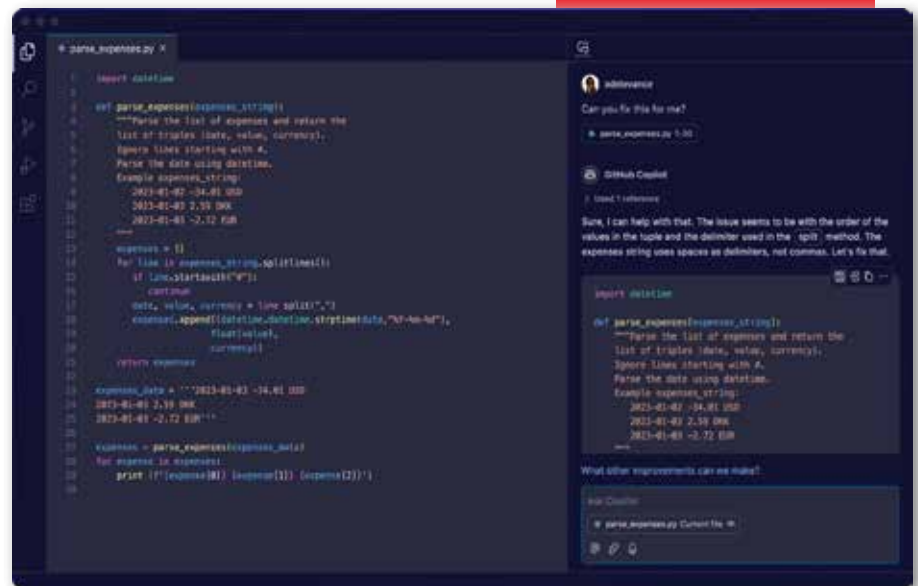 parse_expenses.py ×
import datetime
def parse_expenses(expenses_string):
"""Parse the list of expenses and return the
list of triples (date, value, currency).
Ignore lines starting with #.
Parse the date using datetime.
Example expenses_string:
2023-01-02 -34.01 USD
2023-01-03 2.59 DKK
2023-01-03 -2.72 EUR
"""
expenses = []
for line in expenses_string.splitlines():
if line.startswith("#"):
continue
date, value, currency = line split(",")
expenses.append((datetime.datetime.strptime(date,"%Y-%m-%d"),
float(value),
currency))
return expenses
expenses_data = '''2023-01-02 -34.01 USD
2023-01-03 2.59 DKK
2023-01-03 -2.72 EUR'''
expenses = parse_expenses(expenses_data)
for expense in expenses:
print (f'{expense[0]} {expense[1]} {expense[2]}')
Can you fix this for me?
parse_expenses.py 1-30
GitHub Copilot
Used 1 reference
Sure, I can help with that. The issue seems to be with the order of the
values in the tuple and the delimiter used in the split method. The
expenses string uses spaces as delimiters, not commas. Let's fix that.
import datetime
def parse_expenses(expenses_string):
"""Parse the list of expenses and return the
list of triples (date, value, currency).
Ignore lines starting with #.
Parse the date using datetime.
Example expenses_string:
2023-01-02 -34.01 USD
2023-01-03 2.59 DKK
2023-01-03 -2.72 EUR
"""
What other improvements can we make?
Ask Copilot
parse_expenses.py Current file